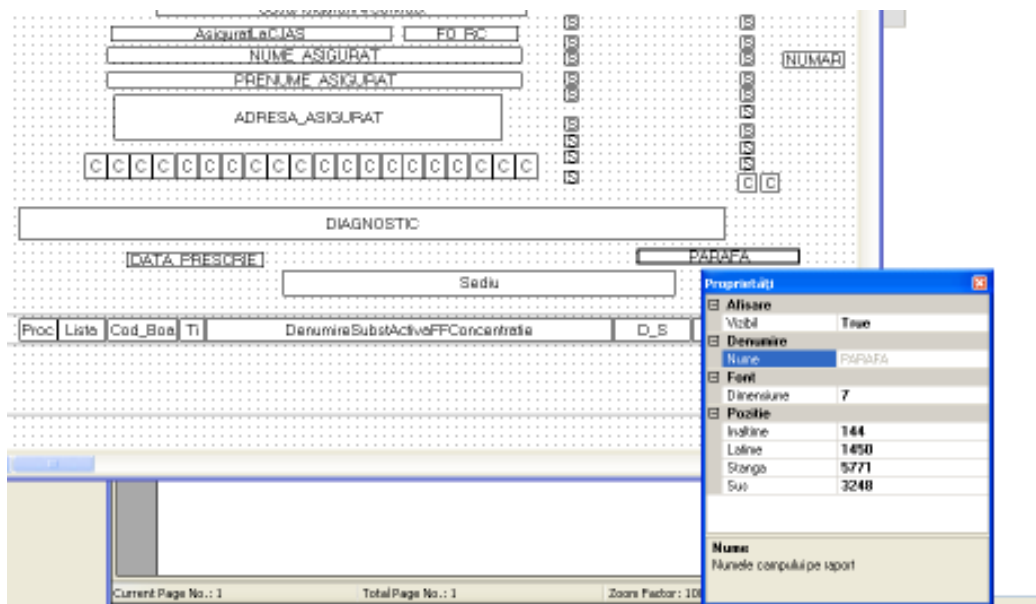 AsiguratLaCJAS FO_RC
NUME_ASIGURAT
PRENUME_ASIGURAT
NUMAR
ADRESA_ASIGURAT
S S S S S S S S S
S S S S S S S S S
C C C C C C C C C C C C C C C C C C C C
C C
DIAGNOSTIC
DATA_PRESCRIE PARAFA
Sediu
Proc Lista Cod_Boa Ti DenumireSubstActivaFFConcentratie D_S
Proprietăți
Afisare
Vizibil True
Denumire
Nume PARAFA
Font
Dimensiune 7
Pozitie
Inaltime 144
Latime 1450
Stanga 5771
Sus 3248
Nume
Numele campului pe raport
Current Page No.: 1 Total Page No.: 1 Zoom Factor: 10